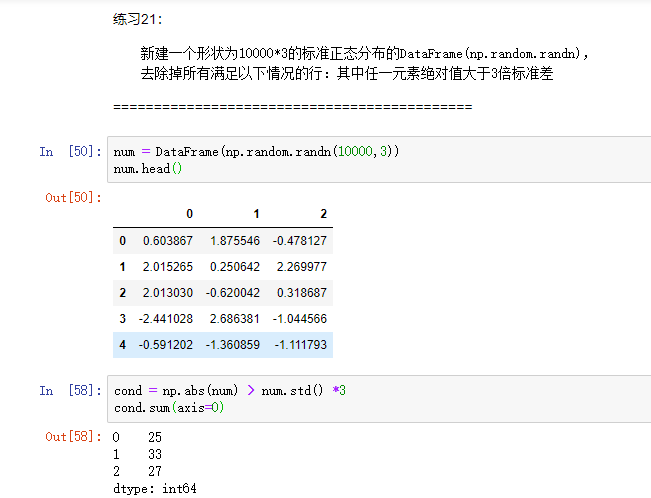 练习21：
新建一个形状为10000*3的标准正态分布的DataFrame(np.random.randn)，
去除掉所有满足以下情况的行：其中任一元素绝对值大于3倍标准差
============================================
In [50]: num = DataFrame(np.random.randn(10000,3))
num.head()
Out[50]:
0 1 2
0 0.603867 1.875546 -0.478127
1 2.015265 0.250642 2.269977
2 2.013030 -0.620042 0.318687
3 -2.441028 2.686381 -1.044566
4 -0.591202 -1.360859 -1.111793
In [58]: cond = np.abs(num) > num.std() *3
cond.sum(axis=0)
Out[58]: 0 25
1 33
2 27
dtype: int64